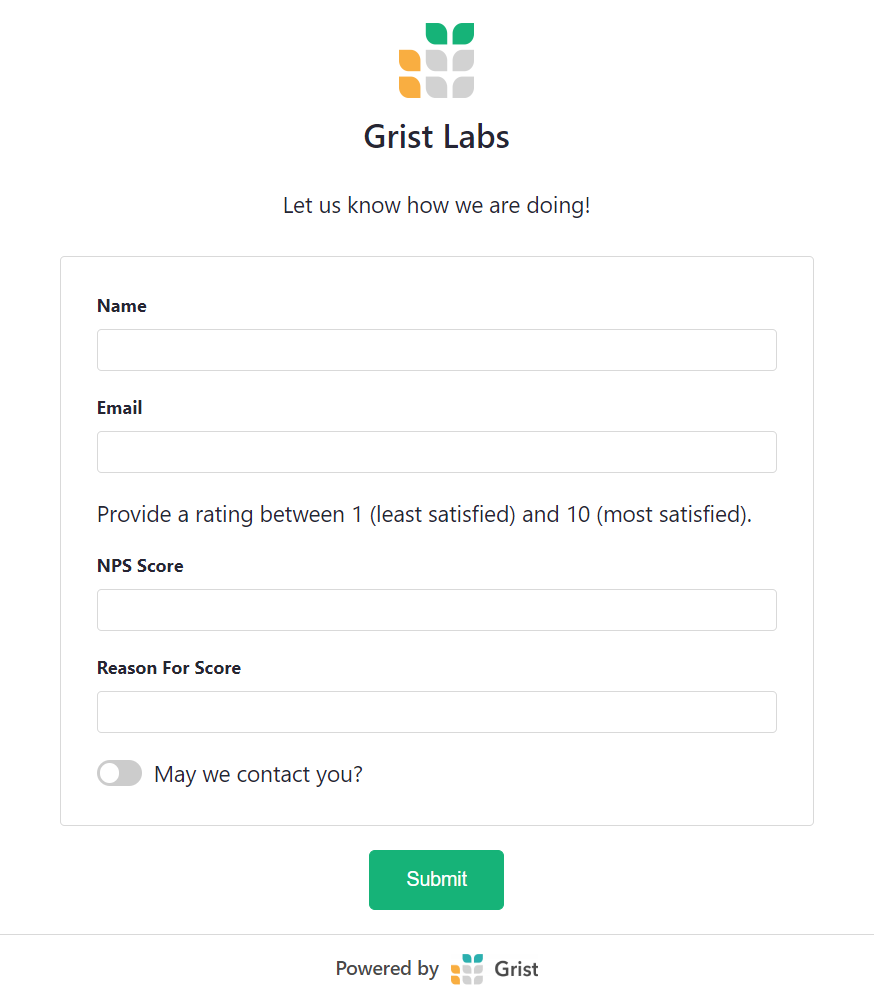 Grist Labs
Let us know how we are doing!
Name
Email
Provide a rating between 1 (least satisfied) and 10 (most satisfied).
NPS Score
Reason For Score
May we contact you?
Submit
Powered by Grist